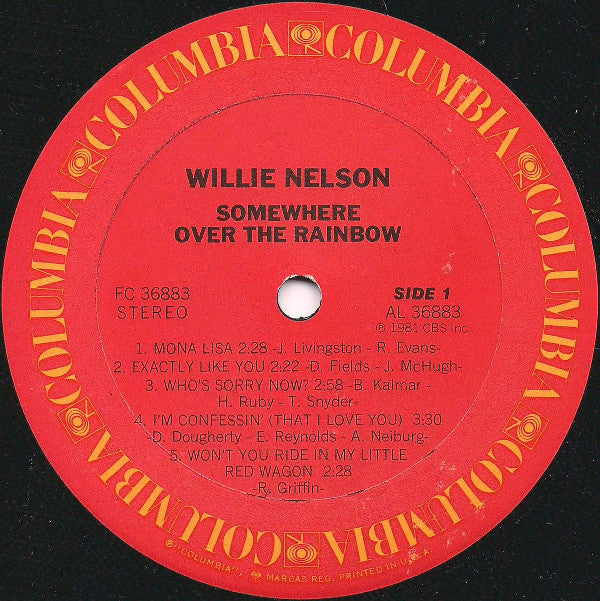 COLUMBIA COLUMBIA COLUMBIA COLUMBIA COLUMBIA COLUMBIA
WILLIE NELSON
SOMEWHERE
OVER THE RAINBOW
FC 36883
STEREO
SIDE 1
AL 36883
℗ 1981 CBS Inc.
1. MONA LISA 2:28 -J. Livingston - R. Evans-
2. EXACTLY LIKE YOU 2:22 -D. Fields - J. McHugh-
3. WHO'S SORRY NOW? 2:58 -B. Kalmar -
H. Ruby - T. Snyder-
4. I'M CONFESSIN' (THAT I LOVE YOU) 3:30
-D. Dougherty - E. Reynolds - A. Neiburg-
5. WON'T YOU RIDE IN MY LITTLE
RED WAGON 2:28
-R. Griffin-
®"COLUMBIA", MARCAS REG. PRINTED IN U.S.A.